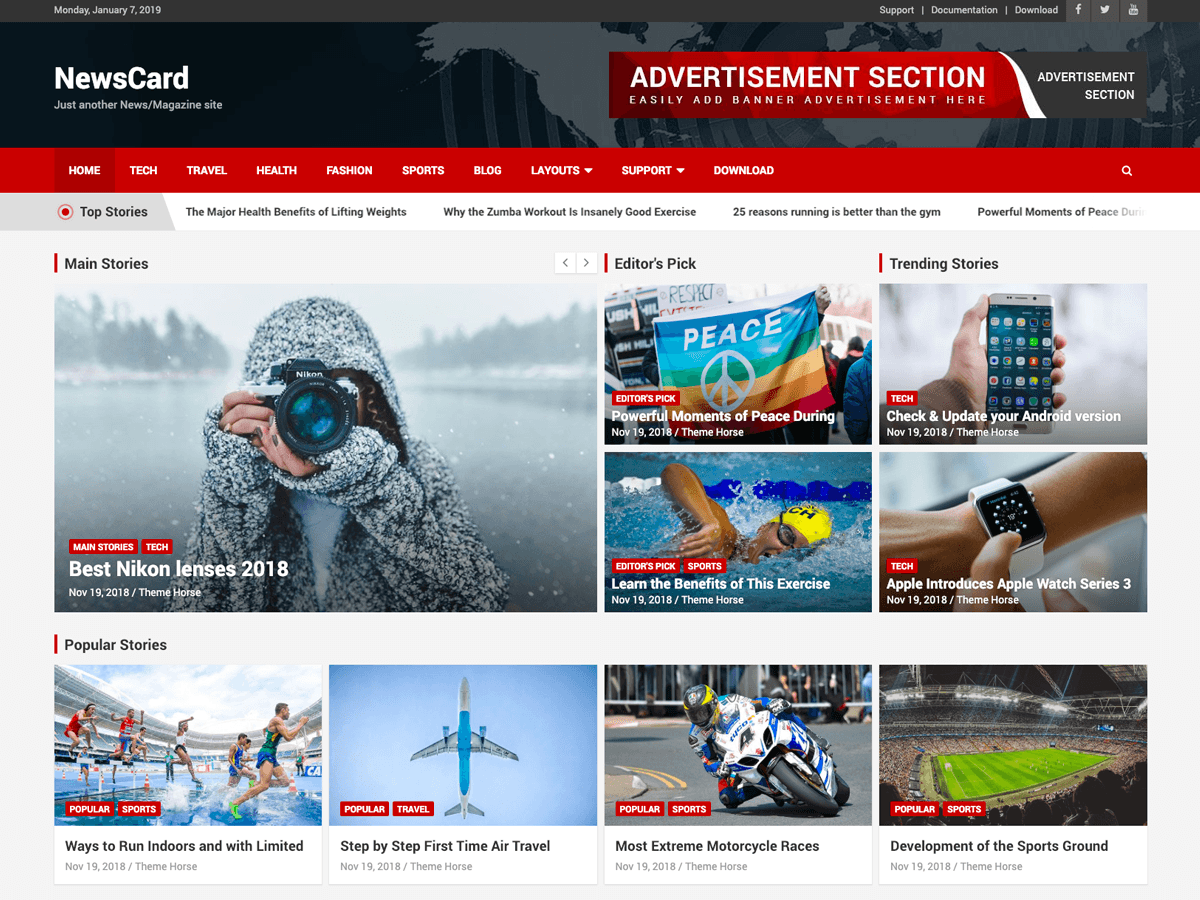 Monday, January 7, 2019
Support | Documentation | Download
NewsCard
Just another News/Magazine site
ADVERTISEMENT SECTION
EASILY ADD BANNER ADVERTISEMENT HERE
ADVERTISEMENT
SECTION
HOME TECH TRAVEL HEALTH FASHION SPORTS BLOG LAYOUTS SUPPORT DOWNLOAD
Top Stories
The Major Health Benefits of Lifting Weights
Why the Zumba Workout Is Insanely Good Exercise
25 reasons running is better than the gym
Powerful Moments of Peace
Main Stories
Nikon
MAIN STORIES TECH
Best Nikon lenses 2018
Nov 19, 2018 / Theme Horse
Editor's Pick
RESPECT
PEACE
EDITOR'S PICK
Powerful Moments of Peace During
Nov 19, 2018 / Theme Horse
EDITOR'S PICK SPORTS
Learn the Benefits of This Exercise
Nov 19, 2018 / Theme Horse
Trending Stories
TECH
Check & Update your Android version
Nov 19, 2018 / Theme Horse
TECH
Apple Introduces Apple Watch Series 3
Nov 19, 2018 / Theme Horse
Popular Stories
POPULAR SPORTS
Ways to Run Indoors and with Limited
Nov 19, 2018 / Theme Horse
POPULAR TRAVEL
Step by Step First Time Air Travel
Nov 19, 2018 / Theme Horse
POPULAR SPORTS
Most Extreme Motorcycle Races
Nov 19, 2018 / Theme Horse
POPULAR SPORTS
Development of the Sports Ground
Nov 19, 2018 / Theme Horse